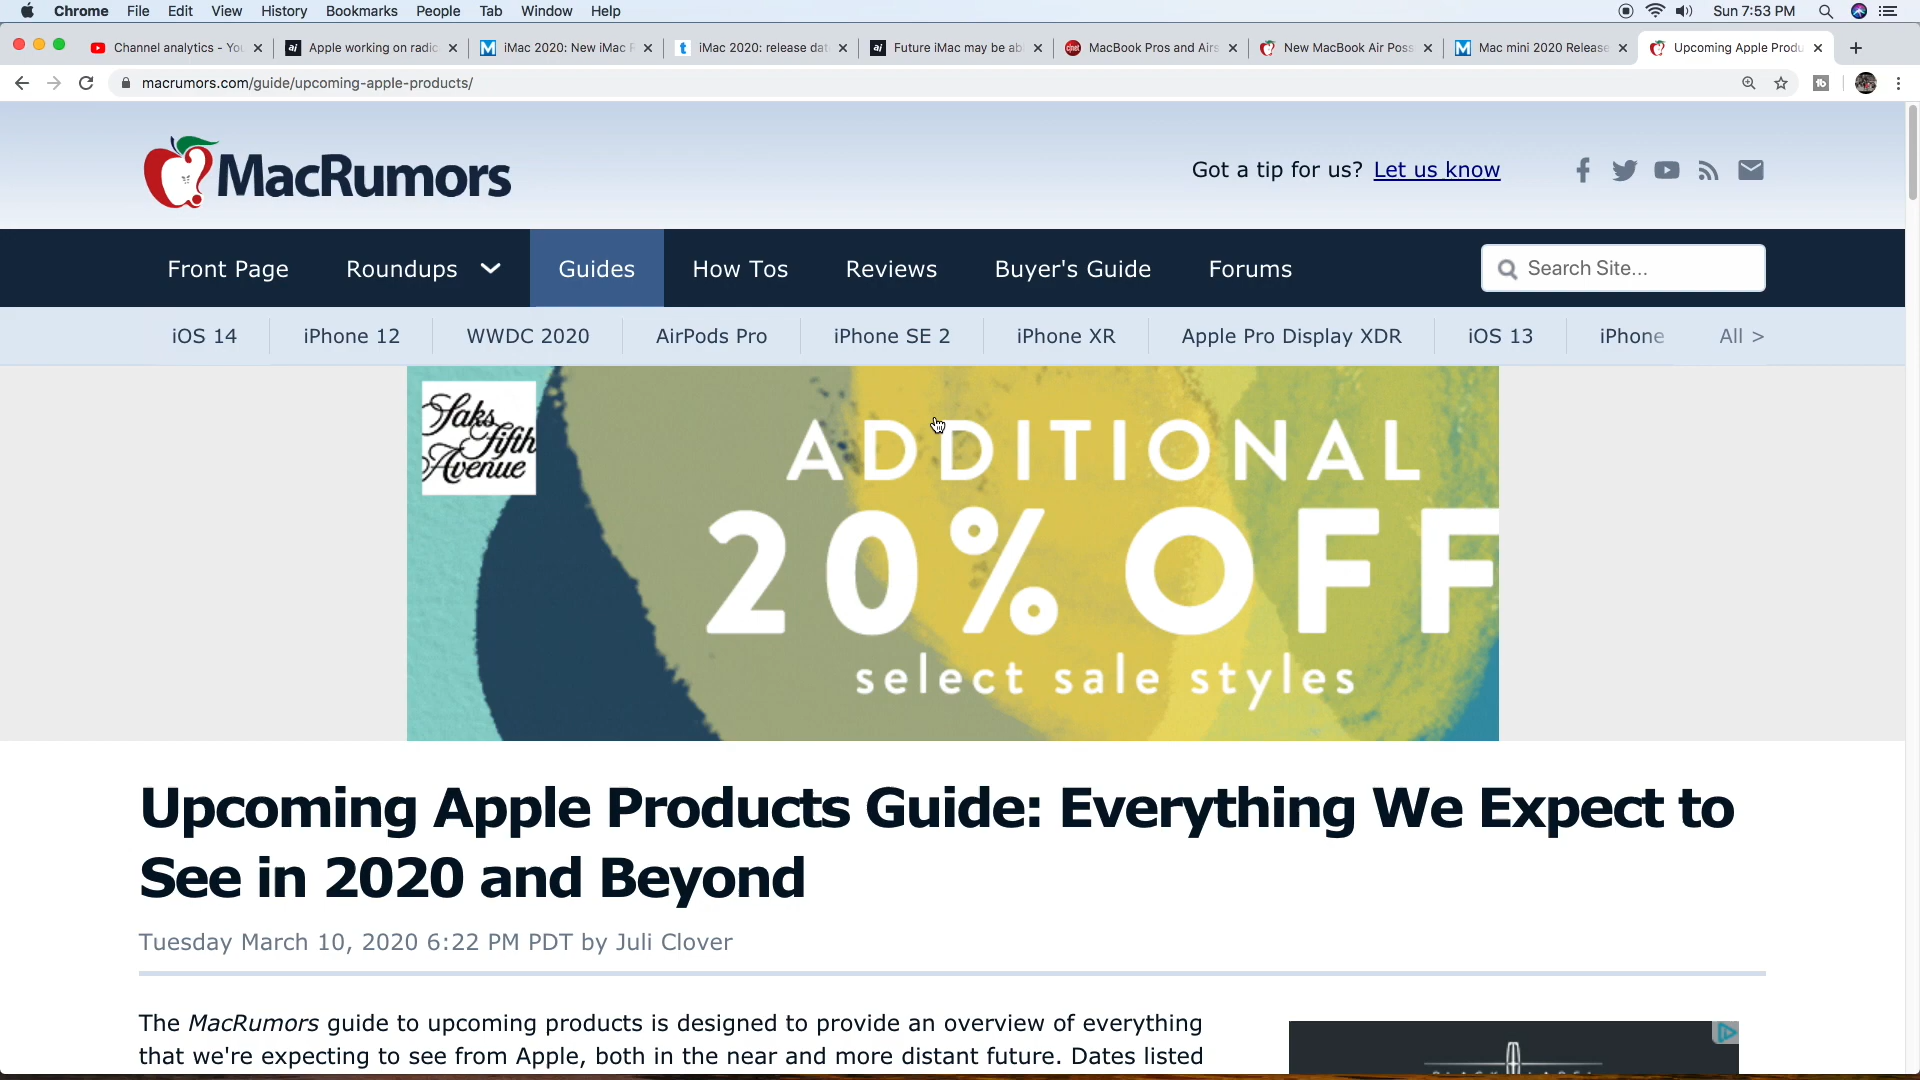 Chrome File Edit View History Bookmarks People Tab Window Help Sun 7:53 PM
Channel analytics - You Apple working on radic iMac 2020: New iMac iMac 2020: release dat Future iMac may be ab MacBook Pros and Airs New MacBook Air Poss Mac mini 2020 Release Upcoming Apple Produ
macrumors.com/guide/upcoming-apple-products/
MacRumors
Got a tip for us? Let us know
Front Page Roundups Guides How Tos Reviews Buyer's Guide Forums Search Site...
iOS 14 iPhone 12 WWDC 2020 AirPods Pro iPhone SE 2 iPhone XR Apple Pro Display XDR iOS 13 iPhone All >
Saks
Fifth
Avenue
ADDITIONAL
20% OFF
select sale styles
Upcoming Apple Products Guide: Everything We Expect to
See in 2020 and Beyond
Tuesday March 10, 2020 6:22 PM PDT by Juli Clover
The MacRumors guide to upcoming products is designed to provide an overview of everything
that we're expecting to see from Apple, both in the near and more distant future. Dates listed